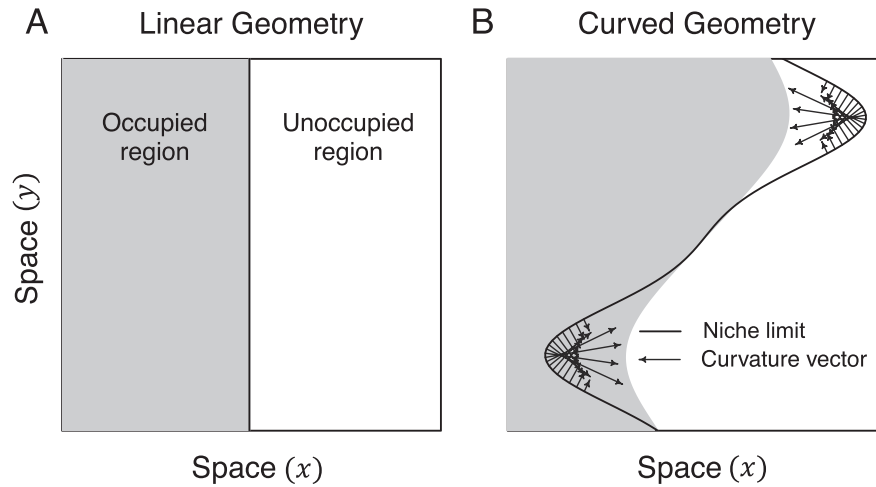 A Linear Geometry
B Curved Geometry
Occupied
region
Unoccupied
region
Space (y)
Niche limit
Curvature vector
Space (x)
Space (x)